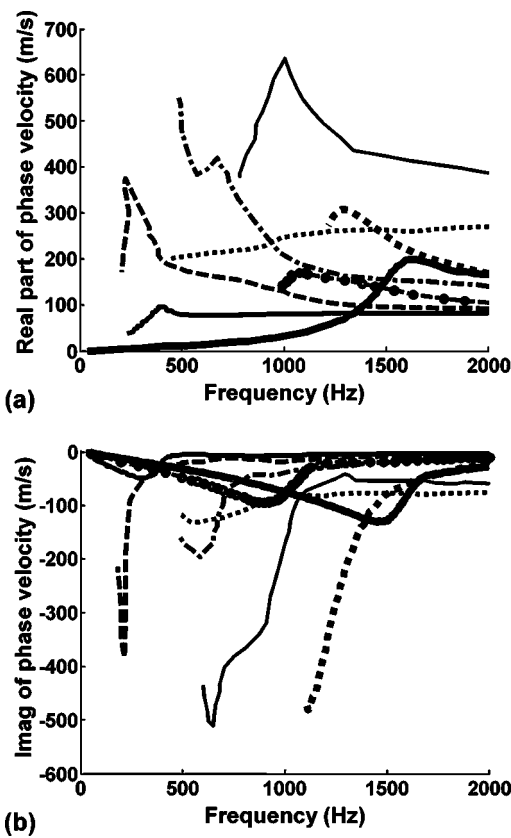 700
600
500
400
300
200
100
0
Real part of phase velocity (m/s)
500 1000 1500 2000
Frequency (Hz)
(a)
0
-100
-200
-300
-400
-500
-600
Imag of phase velocity (m/s)
0 500 1000 1500 2000
Frequency (Hz)
(b)